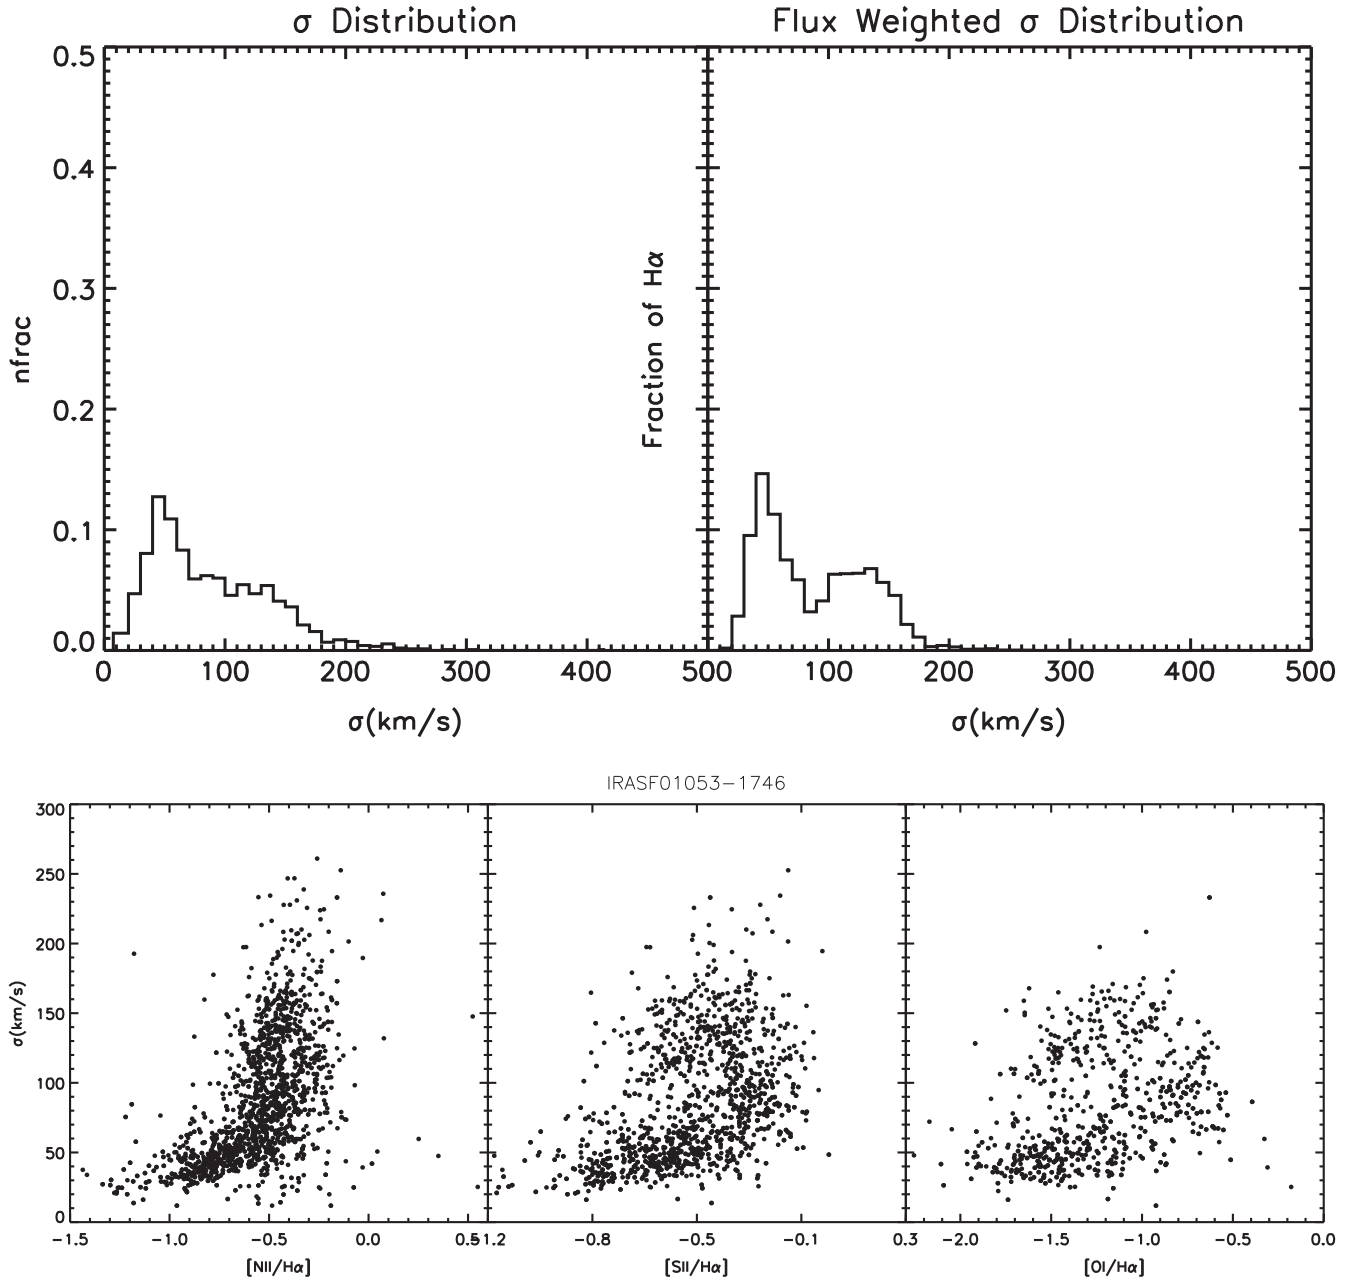 σ Distribution
Flux Weighted σ Distribution
0.5
0.4
0.3
0.2
0.1
0.0
nfrac
Fraction of Hα
0 100 200 300 400 500 100 200 300 400 500
σ(km/s)
σ(km/s)
IRASF01053-1746
300
250
200
150
100
50
0
σ(km/s)
-1.5 -1.0 -0.5 0.0 0.5 1.2 -0.8 -0.5 -0.1 0.3 -2.0 -1.5 -1.0 -0.5 0.0
[NII/Hα]
[SII/Hα]
[OI/Hα]